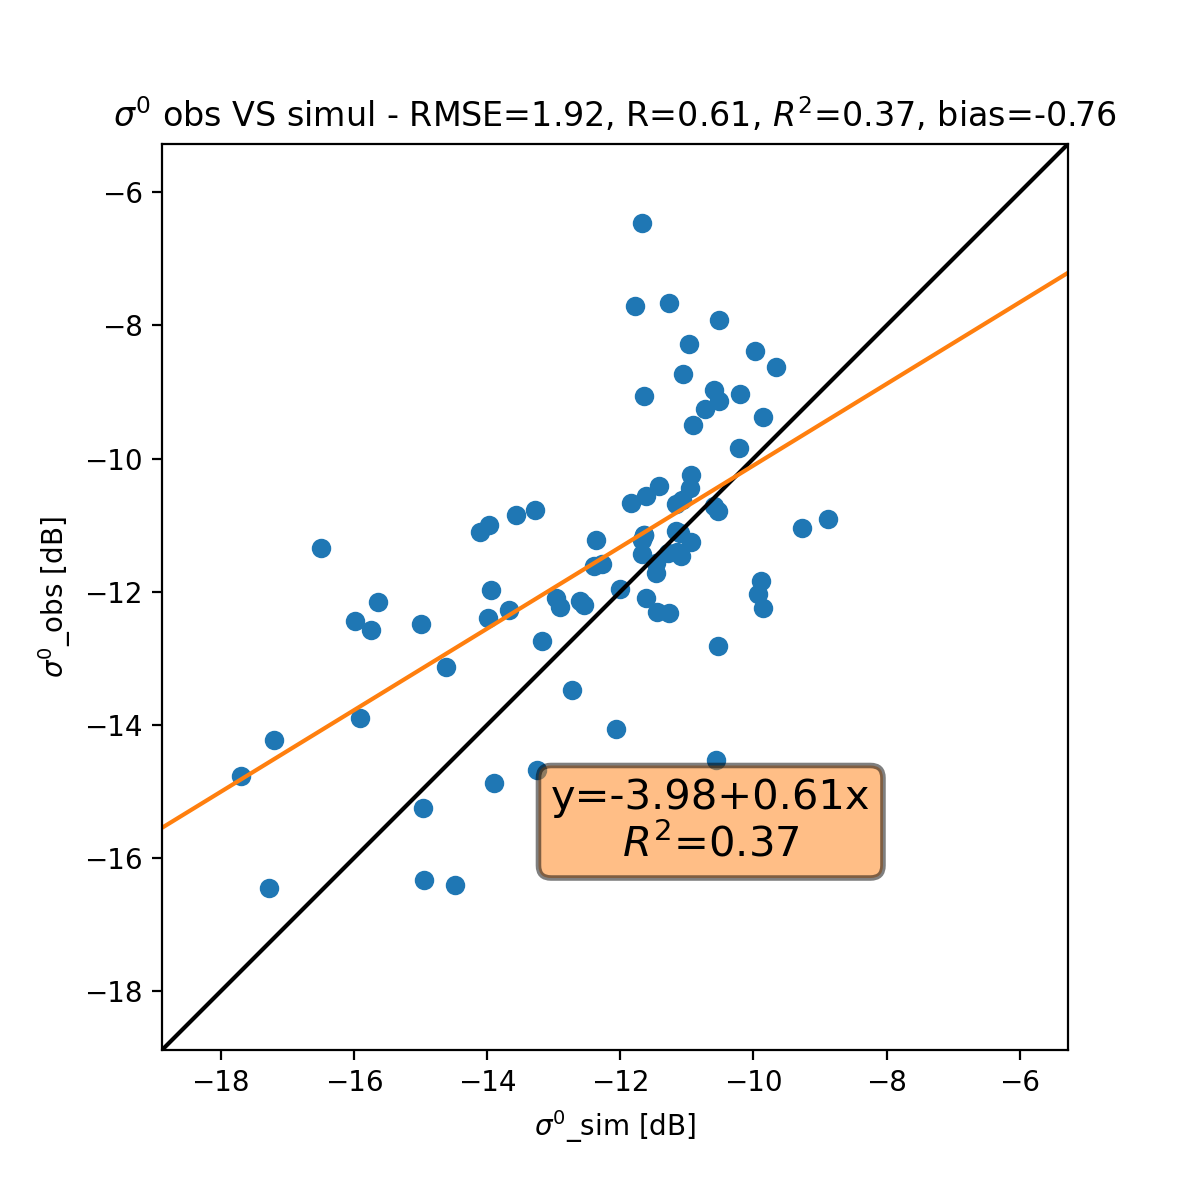 σ⁰ obs VS simul - RMSE=1.92, R=0.61, R²=0.37, bias=-0.76
−6
−8
−10
−12
−14
−16
−18
σ⁰_obs [dB]
y=-3.98+0.61x
R²=0.37
−18 −16 −14 −12 −10 −8 −6
σ⁰_sim [dB]